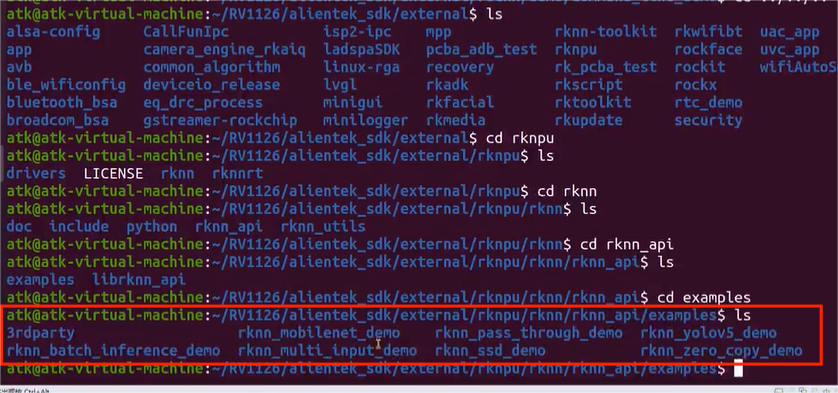 atk@atk-virtual-machine:~/RV1126/alientek_sdk/external$ ls
alsa-config CallFunIpc isp2-ipc mpp rknn-toolkit rkwifibt uac_app
app camera_engine_rkaiq ladspaSDK pcba_adb_test rknpu rockface uvc_app
avb common_algorithm linux-rga recovery rk_pcba_test rockit wifiAutoS
ble_wificonfig deviceio_release lvgl rkadk rkscript rockx
bluetooth_bsa eq_drc_process minigui rkfacial rktoolkit rtc_demo
broadcom_bsa gstreamer-rockchip minilogger rkmedia rkupdate security
atk@atk-virtual-machine:~/RV1126/alientek_sdk/external$ cd rknpu
atk@atk-virtual-machine:~/RV1126/alientek_sdk/external/rknpu$ ls
drivers LICENSE rknn rknnrt
atk@atk-virtual-machine:~/RV1126/alientek_sdk/external/rknpu$ cd rknn
atk@atk-virtual-machine:~/RV1126/alientek_sdk/external/rknpu/rknn$ ls
doc include python rknn_api rknn_utils
atk@atk-virtual-machine:~/RV1126/alientek_sdk/external/rknpu/rknn$ cd rknn_api
atk@atk-virtual-machine:~/RV1126/alientek_sdk/external/rknpu/rknn/rknn_api$ ls
examples librknn_api
atk@atk-virtual-machine:~/RV1126/alientek_sdk/external/rknpu/rknn/rknn_api$ cd examples
atk@atk-virtual-machine:~/RV1126/alientek_sdk/external/rknpu/rknn/rknn_api/examples$ ls
3rdparty rknn_mobilenet_demo rknn_pass_through_demo rknn_yolov5_demo
rknn_batch_inference_demo rknn_multi_input_demo rknn_ssd_demo rknn_zero_copy_demo
atk@atk-virtual-machine:~/RV1126/alientek_sdk/external/rknpu/rknn/rknn_api/examples$
Ctrl+Alt